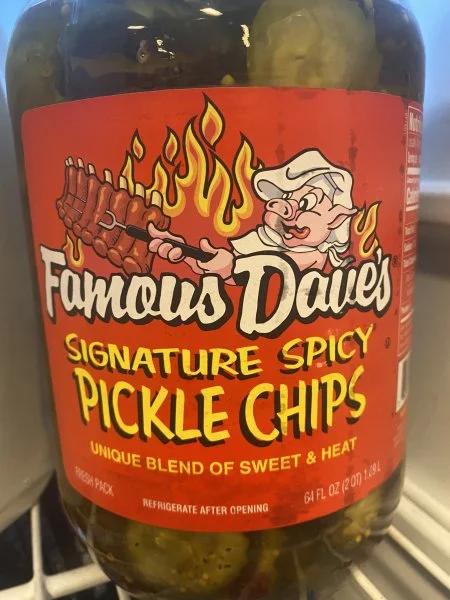 Famous Dave's
SIGNATURE SPICY
PICKLE CHIPS
UNIQUE BLEND OF SWEET & HEAT
FRESH PACK
REFRIGERATE AFTER OPENING
64 FL OZ (2 QT) 1.89 L